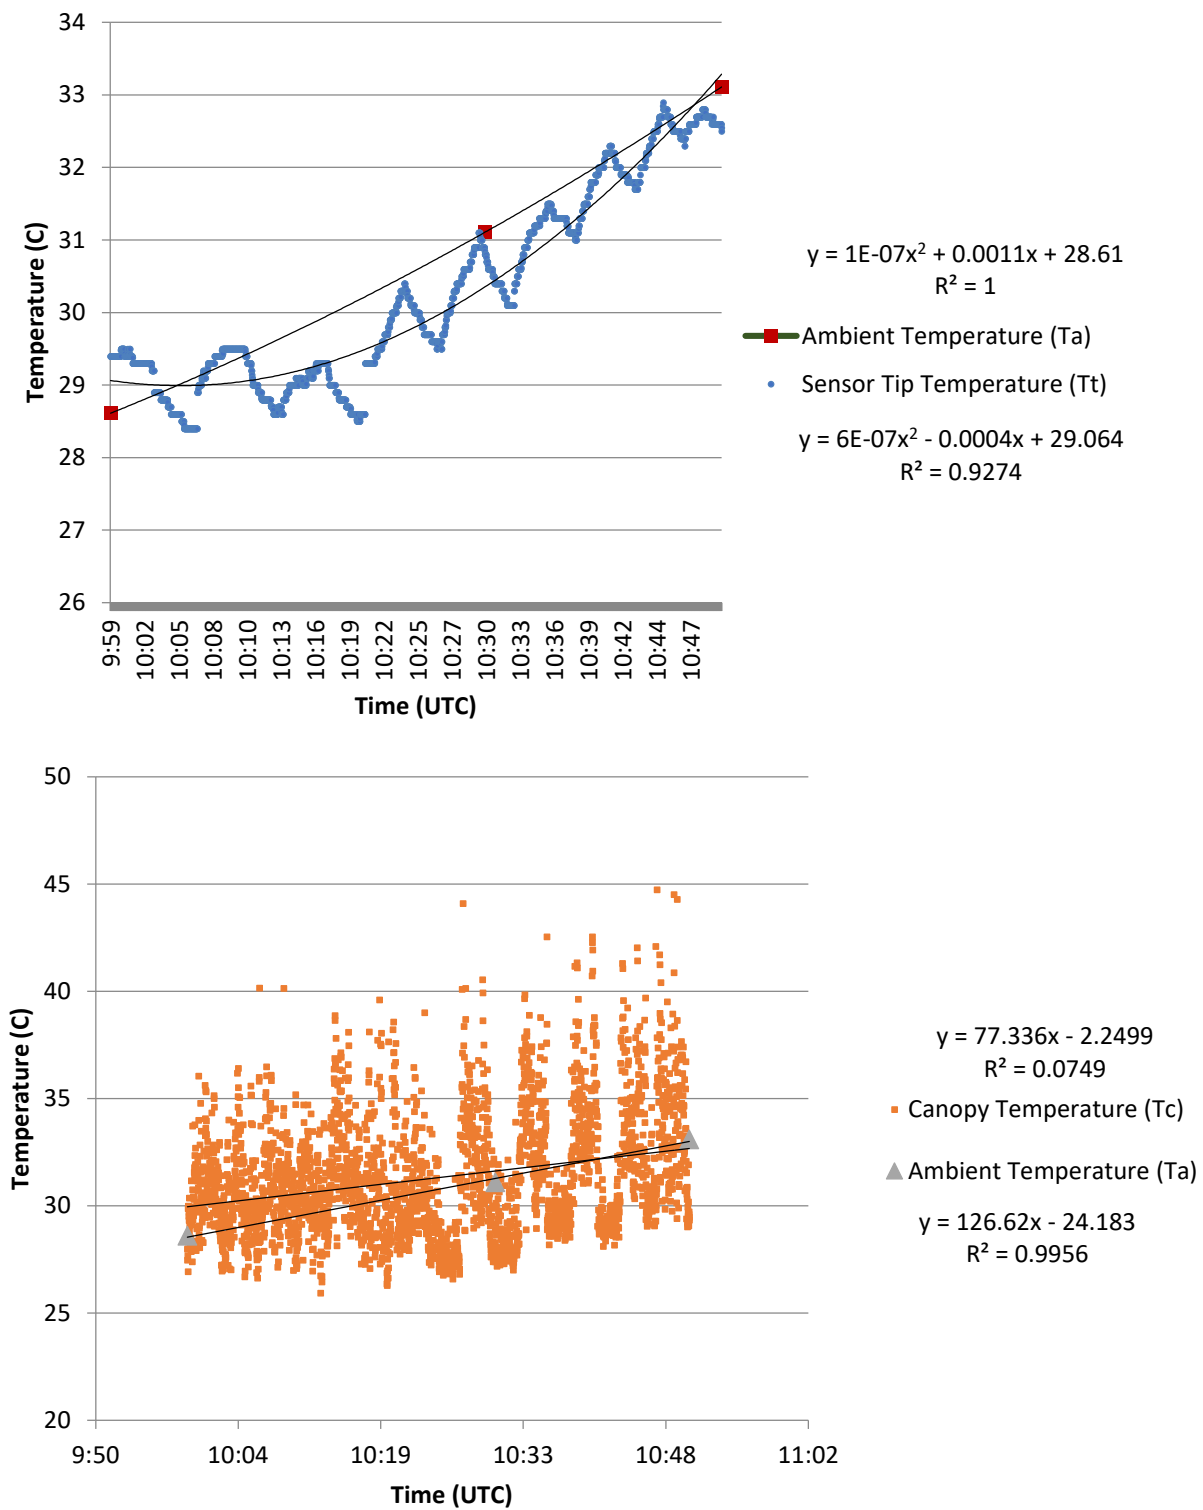 34
33
32
31
30
29
28
27
26
Temperature (C)
9:59
10:02
10:05
10:08
10:10
10:13
10:16
10:19
10:22
10:25
10:27
10:30
10:33
10:36
10:39
10:42
10:44
10:47
Time (UTC)
y = 1E-07x² + 0.0011x + 28.61
R² = 1
Ambient Temperature (Ta)
Sensor Tip Temperature (Tt)
y = 6E-07x² - 0.0004x + 29.064
R² = 0.9274
50
45
40
35
30
25
20
Temperature (C)
9:50
10:04
10:19
10:33
10:48
11:02
Time (UTC)
y = 77.336x - 2.2499
R² = 0.0749
Canopy Temperature (Tc)
Ambient Temperature (Ta)
y = 126.62x - 24.183
R² = 0.9956